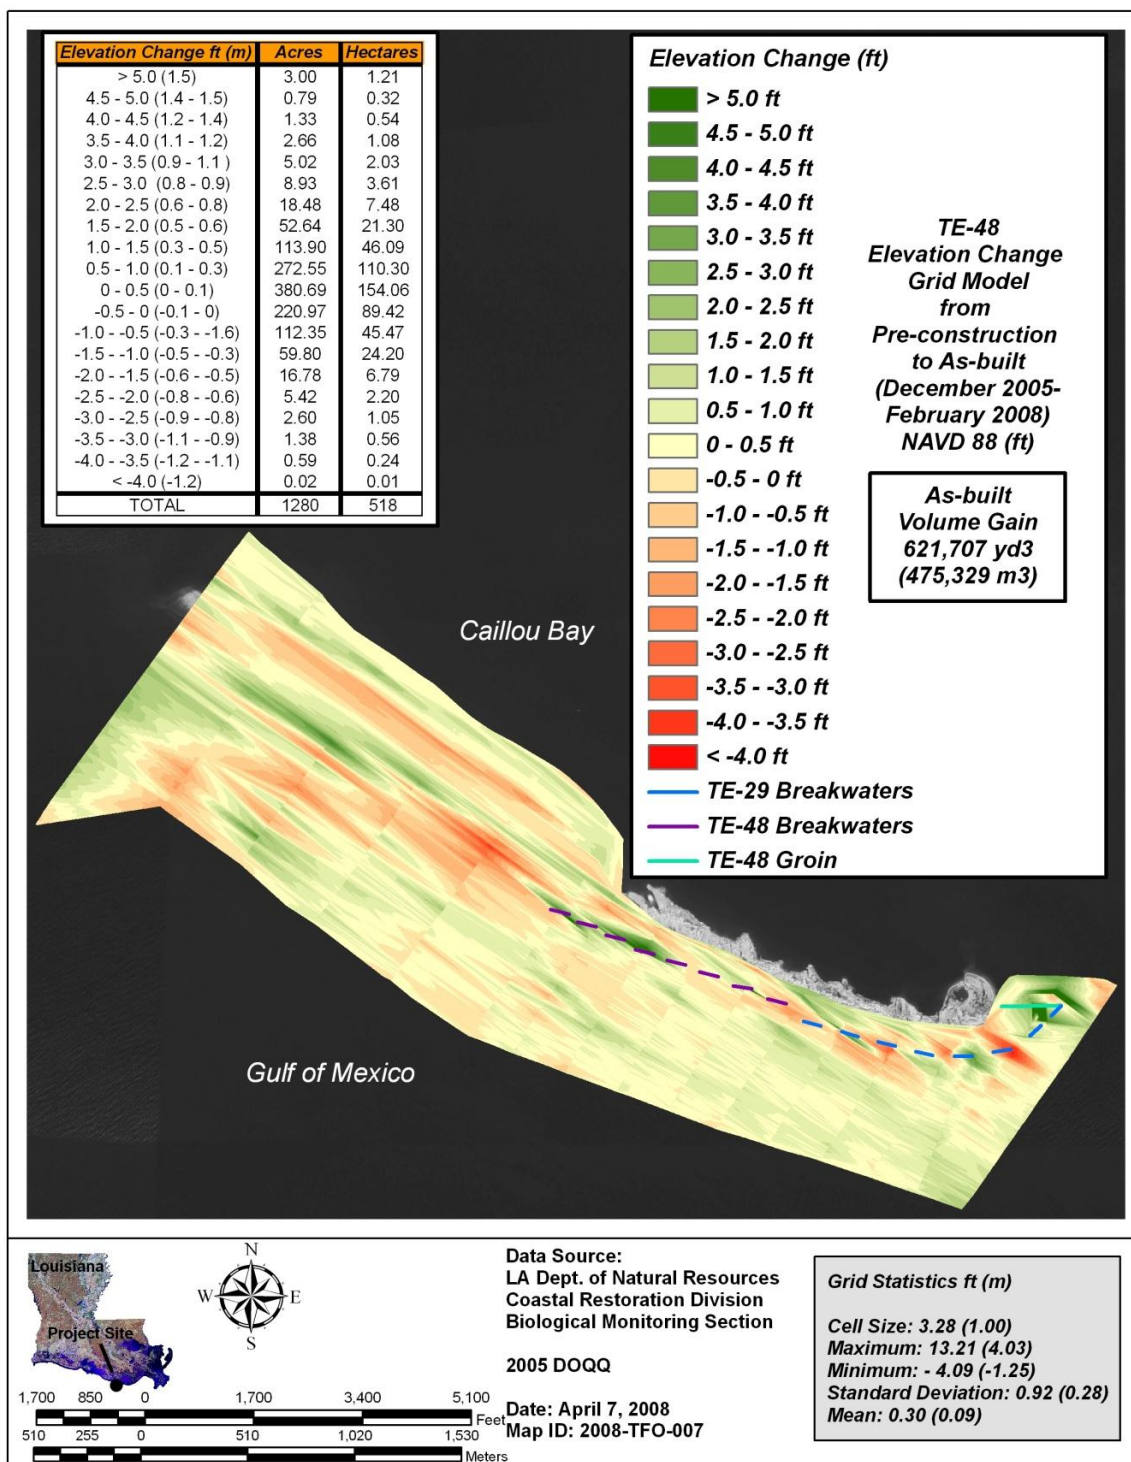 Elevation Change ft (m) Acres Hectares
> 5.0 (1.5) 3.00 1.21
4.5 - 5.0 (1.4 - 1.5) 0.79 0.32
4.0 - 4.5 (1.2 - 1.4) 1.33 0.54
3.5 - 4.0 (1.1 - 1.2) 2.66 1.08
3.0 - 3.5 (0.9 - 1.1 ) 5.02 2.03
2.5 - 3.0 (0.8 - 0.9) 8.93 3.61
2.0 - 2.5 (0.6 - 0.8) 18.48 7.48
1.5 - 2.0 (0.5 - 0.6) 52.64 21.30
1.0 - 1.5 (0.3 - 0.5) 113.90 46.09
0.5 - 1.0 (0.1 - 0.3) 272.55 110.30
0 - 0.5 (0 - 0.1) 380.69 154.06
-0.5 - 0 (-0.1 - 0) 220.97 89.42
-1.0 - -0.5 (-0.3 - -1.6) 112.35 45.47
-1.5 - -1.0 (-0.5 - -0.3) 59.80 24.20
-2.0 - -1.5 (-0.6 - -0.5) 16.78 6.79
-2.5 - -2.0 (-0.8 - -0.6) 5.42 2.20
-3.0 - -2.5 (-0.9 - -0.8) 2.60 1.05
-3.5 - -3.0 (-1.1 - -0.9) 1.38 0.56
-4.0 - -3.5 (-1.2 - -1.1) 0.59 0.24
< -4.0 (-1.2) 0.02 0.01
TOTAL 1280 518
Elevation Change (ft)
> 5.0 ft
4.5 - 5.0 ft
4.0 - 4.5 ft
3.5 - 4.0 ft
3.0 - 3.5 ft
2.5 - 3.0 ft
2.0 - 2.5 ft
1.5 - 2.0 ft
1.0 - 1.5 ft
0.5 - 1.0 ft
0 - 0.5 ft
-0.5 - 0 ft
-1.0 - -0.5 ft
-1.5 - -1.0 ft
-2.0 - -1.5 ft
-2.5 - -2.0 ft
-3.0 - -2.5 ft
-3.5 - -3.0 ft
-4.0 - -3.5 ft
< -4.0 ft
TE-29 Breakwaters
TE-48 Breakwaters
TE-48 Groin
TE-48
Elevation Change
Grid Model
from
Pre-construction
to As-built
(December 2005-
February 2008)
NAVD 88 (ft)
As-built
Volume Gain
621,707 yd3
(475,329 m3)
Caillou Bay
Gulf of Mexico
Louisiana
Project Site
N
W E
S
1,700 850 0 1,700 3,400 5,100
Feet
510 255 0 510 1,020 1,530
Meters
Data Source:
LA Dept. of Natural Resources
Coastal Restoration Division
Biological Monitoring Section
2005 DOQQ
Date: April 7, 2008
Map ID: 2008-TFO-007
Grid Statistics ft (m)
Cell Size: 3.28 (1.00)
Maximum: 13.21 (4.03)
Minimum: - 4.09 (-1.25)
Standard Deviation: 0.92 (0.28)
Mean: 0.30 (0.09)